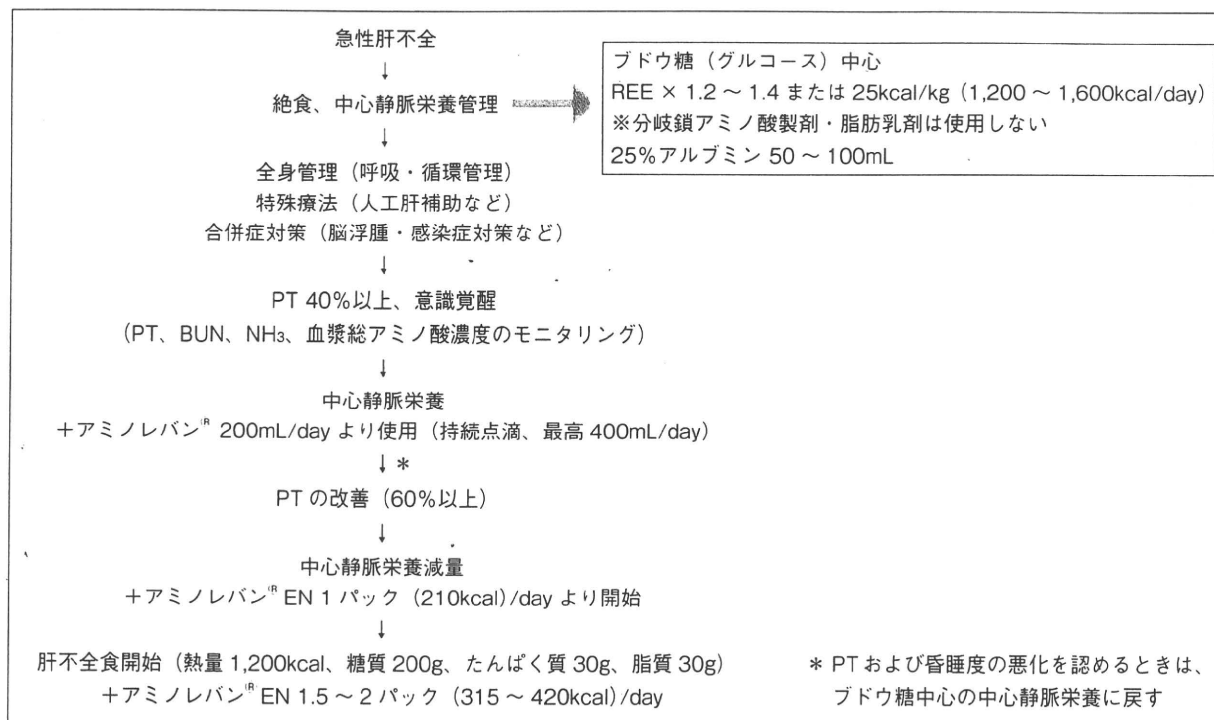 急性肝不全
↓
絶食、中心静脈栄養管理
ブドウ糖（グルコース）中心
REE × 1.2 ～ 1.4 または 25kcal/kg（1,200 ～ 1,600kcal/day）
※分岐鎖アミノ酸製剤・脂肪乳剤は使用しない
25％アルブミン 50 ～ 100mL
↓
全身管理（呼吸・循環管理）
特殊療法（人工肝補助など）
合併症対策（脳浮腫・感染症対策など）
↓
PT 40％以上、意識覚醒
（PT、BUN、NH₃、血漿総アミノ酸濃度のモニタリング）
↓
中心静脈栄養
＋アミノレバン® 200mL/day より使用（持続点滴、最高 400mL/day）
↓ ＊
PT の改善（60％以上）
↓
中心静脈栄養減量
＋アミノレバン® EN 1 パック（210kcal）/day より開始
↓
肝不全食開始（熱量 1,200kcal、糖質 200g、たんぱく質 30g、脂質 30g）
＋アミノレバン® EN 1.5 ～ 2 パック（315 ～ 420kcal）/day
＊ PT および昏睡度の悪化を認めるときは、
ブドウ糖中心の中心静脈栄養に戻す